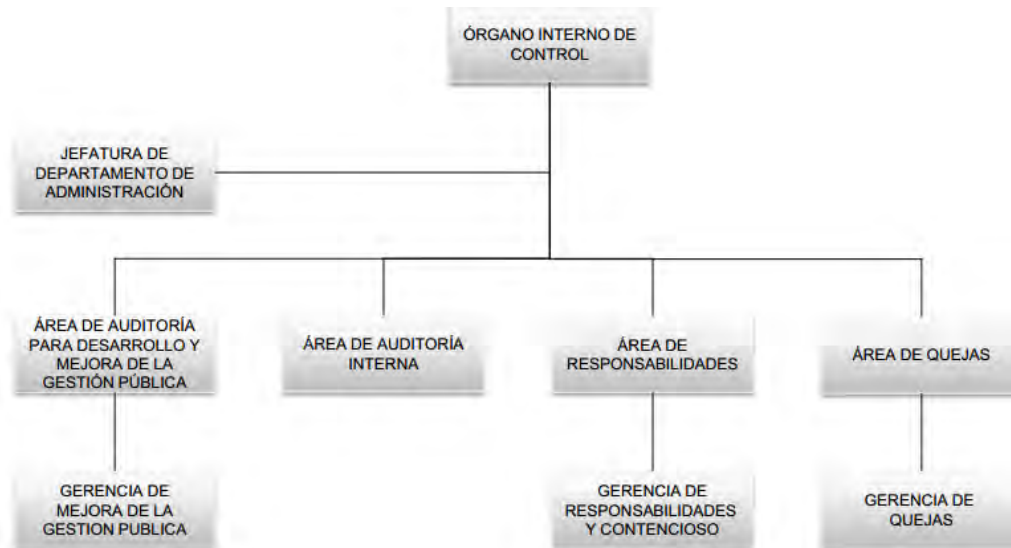 ÓRGANO INTERNO DE
CONTROL
JEFATURA DE
DEPARTAMENTO DE
ADMINISTRACIÓN
ÁREA DE AUDITORÍA
PARA DESARROLLO Y
MEJORA DE LA
GESTIÓN PÚBLICA
ÁREA DE AUDITORÍA
INTERNA
ÁREA DE
RESPONSABILIDADES
ÁREA DE QUEJAS
GERENCIA DE
MEJORA DE LA
GESTION PUBLICA
GERENCIA DE
RESPONSABILIDADES
Y CONTENCIOSO
GERENCIA DE
QUEJAS